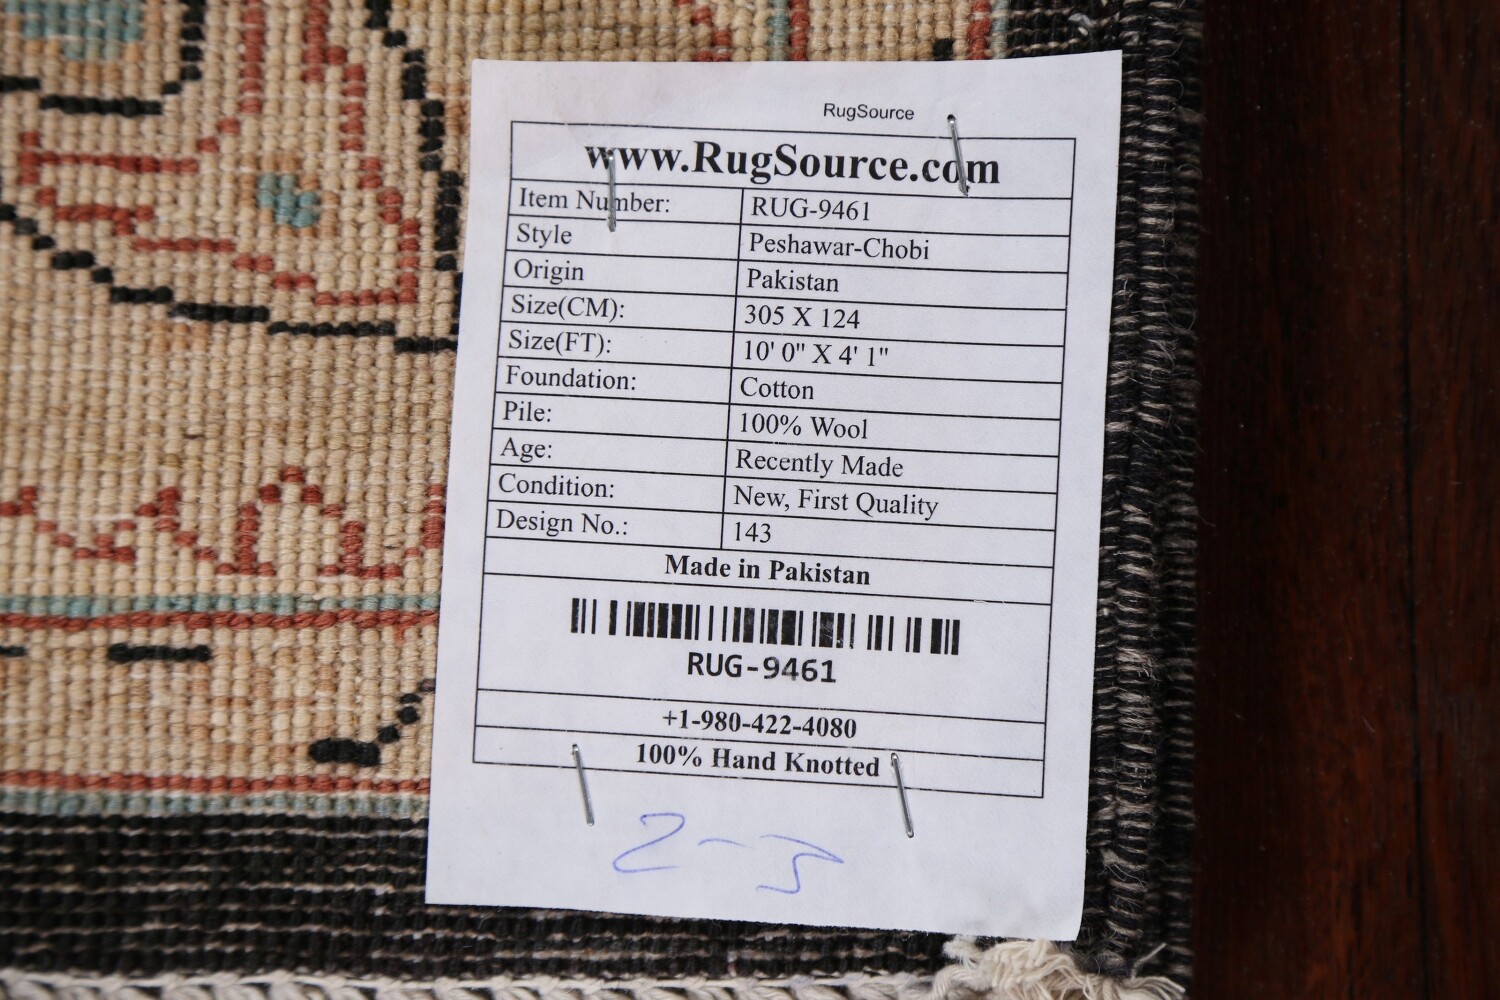 RugSource
www.RugSource.com
Item Number: RUG-9461
Style Peshawar-Chobi
Origin Pakistan
Size(CM): 305 X 124
Size(FT): 10' 0" X 4' 1"
Foundation: Cotton
Pile: 100% Wool
Age: Recently Made
Condition: New, First Quality
Design No.: 143
Made in Pakistan
RUG-9461
+1-980-422-4080
100% Hand Knotted